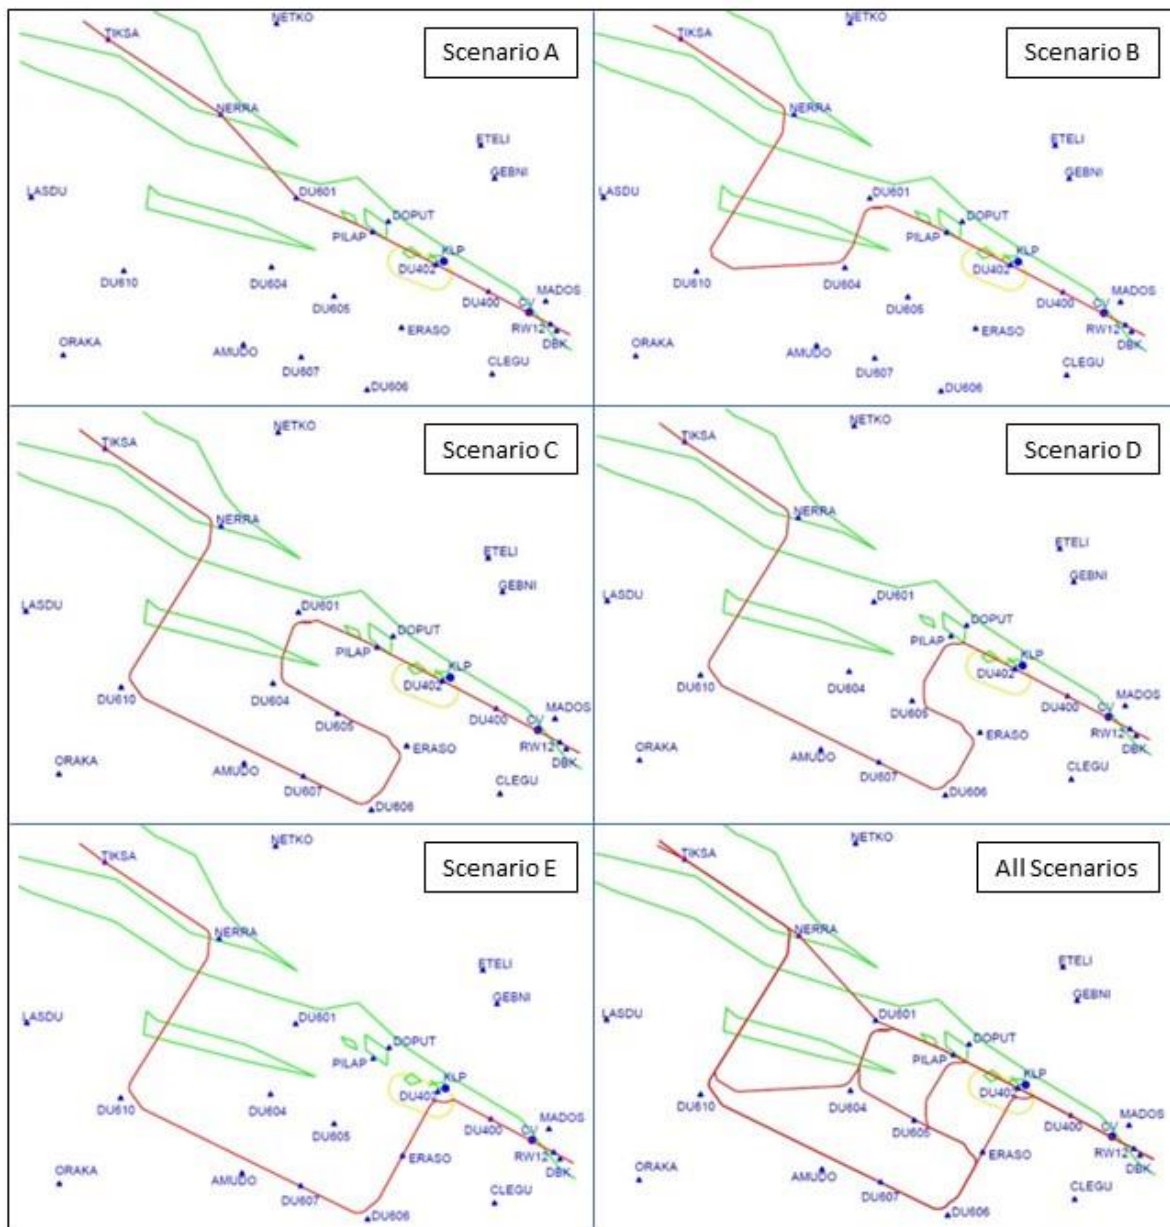 NETKO
TIKSA
Scenario A
NERRA
ETELI
GEBNI
LASDU
DU601
DOPUT
PILAP
KLP
DU402
DU610
DU604
DU605
DU400
CV
MADOS
RW12
DBK
ERASO
ORAKA
AMUDO
DU607
CLEGU
DU606
NETKO
TIKSA
Scenario B
NERRA
ETELI
GEBNI
LASDU
DU601
DOPUT
PILAP
KLP
DU402
DU610
DU604
DU605
DU400
CV
MADOS
RW12
DBK
ERASO
ORAKA
AMUDO
DU607
CLEGU
DU606
NETKO
TIKSA
Scenario C
NERRA
ETELI
GEBNI
LASDU
DU601
DOPUT
PILAP
KLP
DU402
DU610
DU604
DU605
DU400
CV
MADOS
RW12
DBK
ERASO
ORAKA
AMUDO
DU607
CLEGU
DU606
NETKO
TIKSA
Scenario D
NERRA
ETELI
GEBNI
LASDU
DU601
DOPUT
PILAP
KLP
DU402
DU610
DU604
DU605
DU400
CV
MADOS
RW12
DBK
ERASO
ORAKA
AMUDO
DU607
CLEGU
DU606
NETKO
TIKSA
Scenario E
NERRA
ETELI
GEBNI
LASDU
DU601
DOPUT
PILAP
KLP
DU402
DU610
DU604
DU605
DU400
CV
MADOS
RW12
DBK
ERASO
ORAKA
AMUDO
DU607
CLEGU
DU606
NETKO
TIKSA
All Scenarios
NERRA
ETELI
GEBNI
LASDU
DU601
DOPUT
PILAP
KLP
DU402
DU610
DU604
DU605
DU400
CV
MADOS
RW12
DBK
ERASO
ORAKA
AMUDO
DU607
CLEGU
DU606